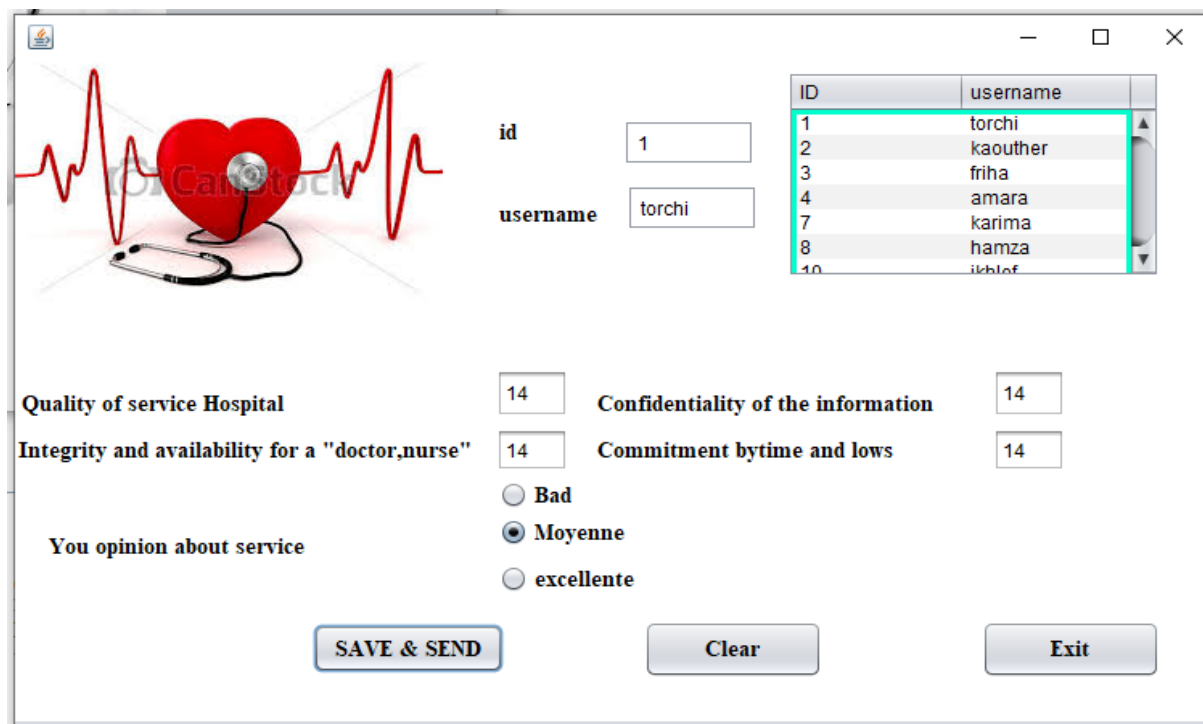 CanStock
id
1
username
torchi
ID username
1 torchi
2 kaouther
3 friha
4 amara
7 karima
8 hamza
Quality of service Hospital 14 Confidentiality of the information 14
Integrity and availability for a "doctor,nurse" 14 Commitment bytime and lows 14
Bad
Moyenne
You opinion about service
excellente
SAVE & SEND Clear Exit